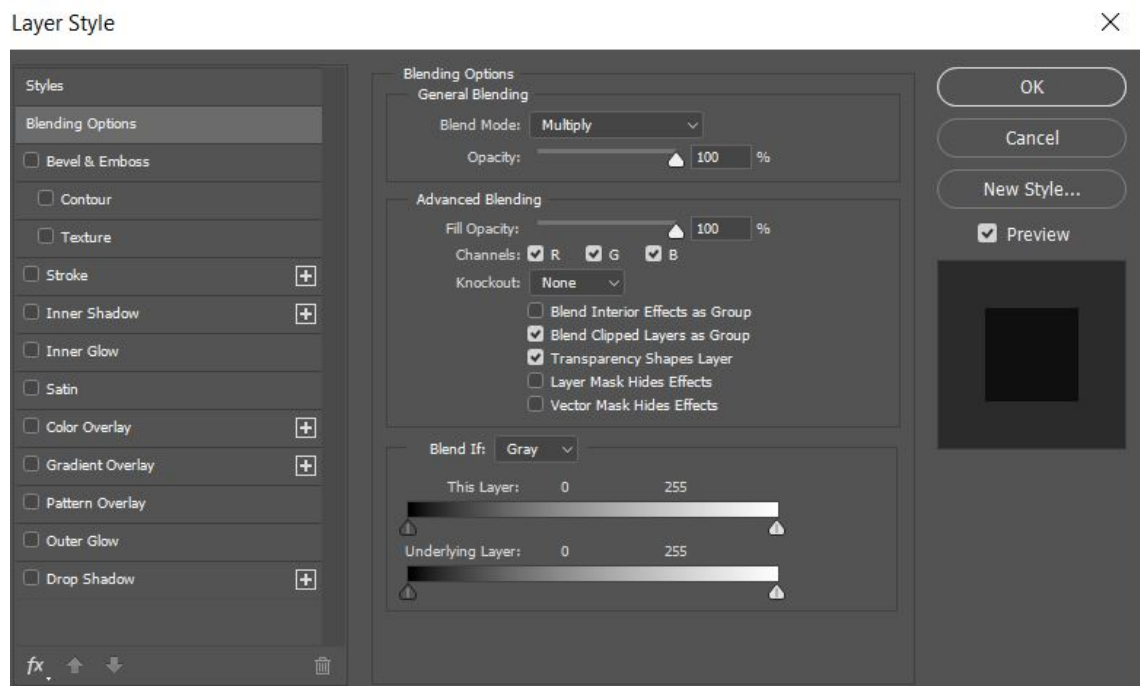 Layer Style
Styles
Blending Options
Bevel & Emboss
Contour
Texture
Stroke
Inner Shadow
Inner Glow
Satin
Color Overlay
Gradient Overlay
Pattern Overlay
Outer Glow
Drop Shadow
fx
Blending Options
General Blending
Blend Mode: Multiply
Opacity: 100 %
Advanced Blending
Fill Opacity: 100 %
Channels: R G B
Knockout: None
Blend Interior Effects as Group
Blend Clipped Layers as Group
Transparency Shapes Layer
Layer Mask Hides Effects
Vector Mask Hides Effects
Blend If: Gray
This Layer: 0 255
Underlying Layer: 0 255
OK
Cancel
New Style...
Preview